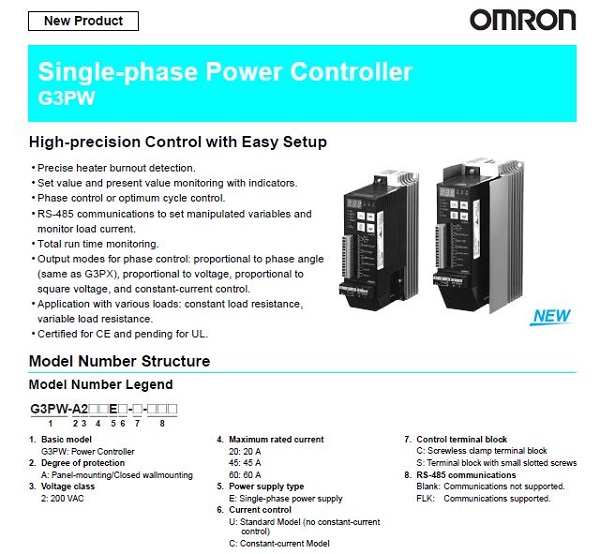 New Product
OMRON
Single-phase Power Controller
G3PW
High-precision Control with Easy Setup
• Precise heater burnout detection.
• Set value and present value monitoring with indicators.
• Phase control or optimum cycle control.
• RS-485 communications to set manipulated variables and
monitor load current.
• Total run time monitoring.
• Output modes for phase control: proportional to phase angle
(same as G3PX), proportional to voltage, proportional to
square voltage, and constant-current control.
• Application with various loads: constant load resistance,
variable load resistance.
• Certified for CE and pending for UL.
NEW
Model Number Structure
Model Number Legend
G3PW-A2□□E□-□-□□□
1 2 3 4 5 6 7 8
1. Basic model
G3PW: Power Controller
2. Degree of protection
A: Panel-mounting/Closed wallmounting
3. Voltage class
2: 200 VAC
4. Maximum rated current
20: 20 A
45: 45 A
60: 60 A
5. Power supply type
E: Single-phase power supply
6. Current control
U: Standard Model (no constant-current
control)
C: Constant-current Model
7. Control terminal block
C: Screwless clamp terminal block
S: Terminal block with small slotted screws
8. RS-485 communications
Blank: Communications not supported.
FLK: Communications supported.